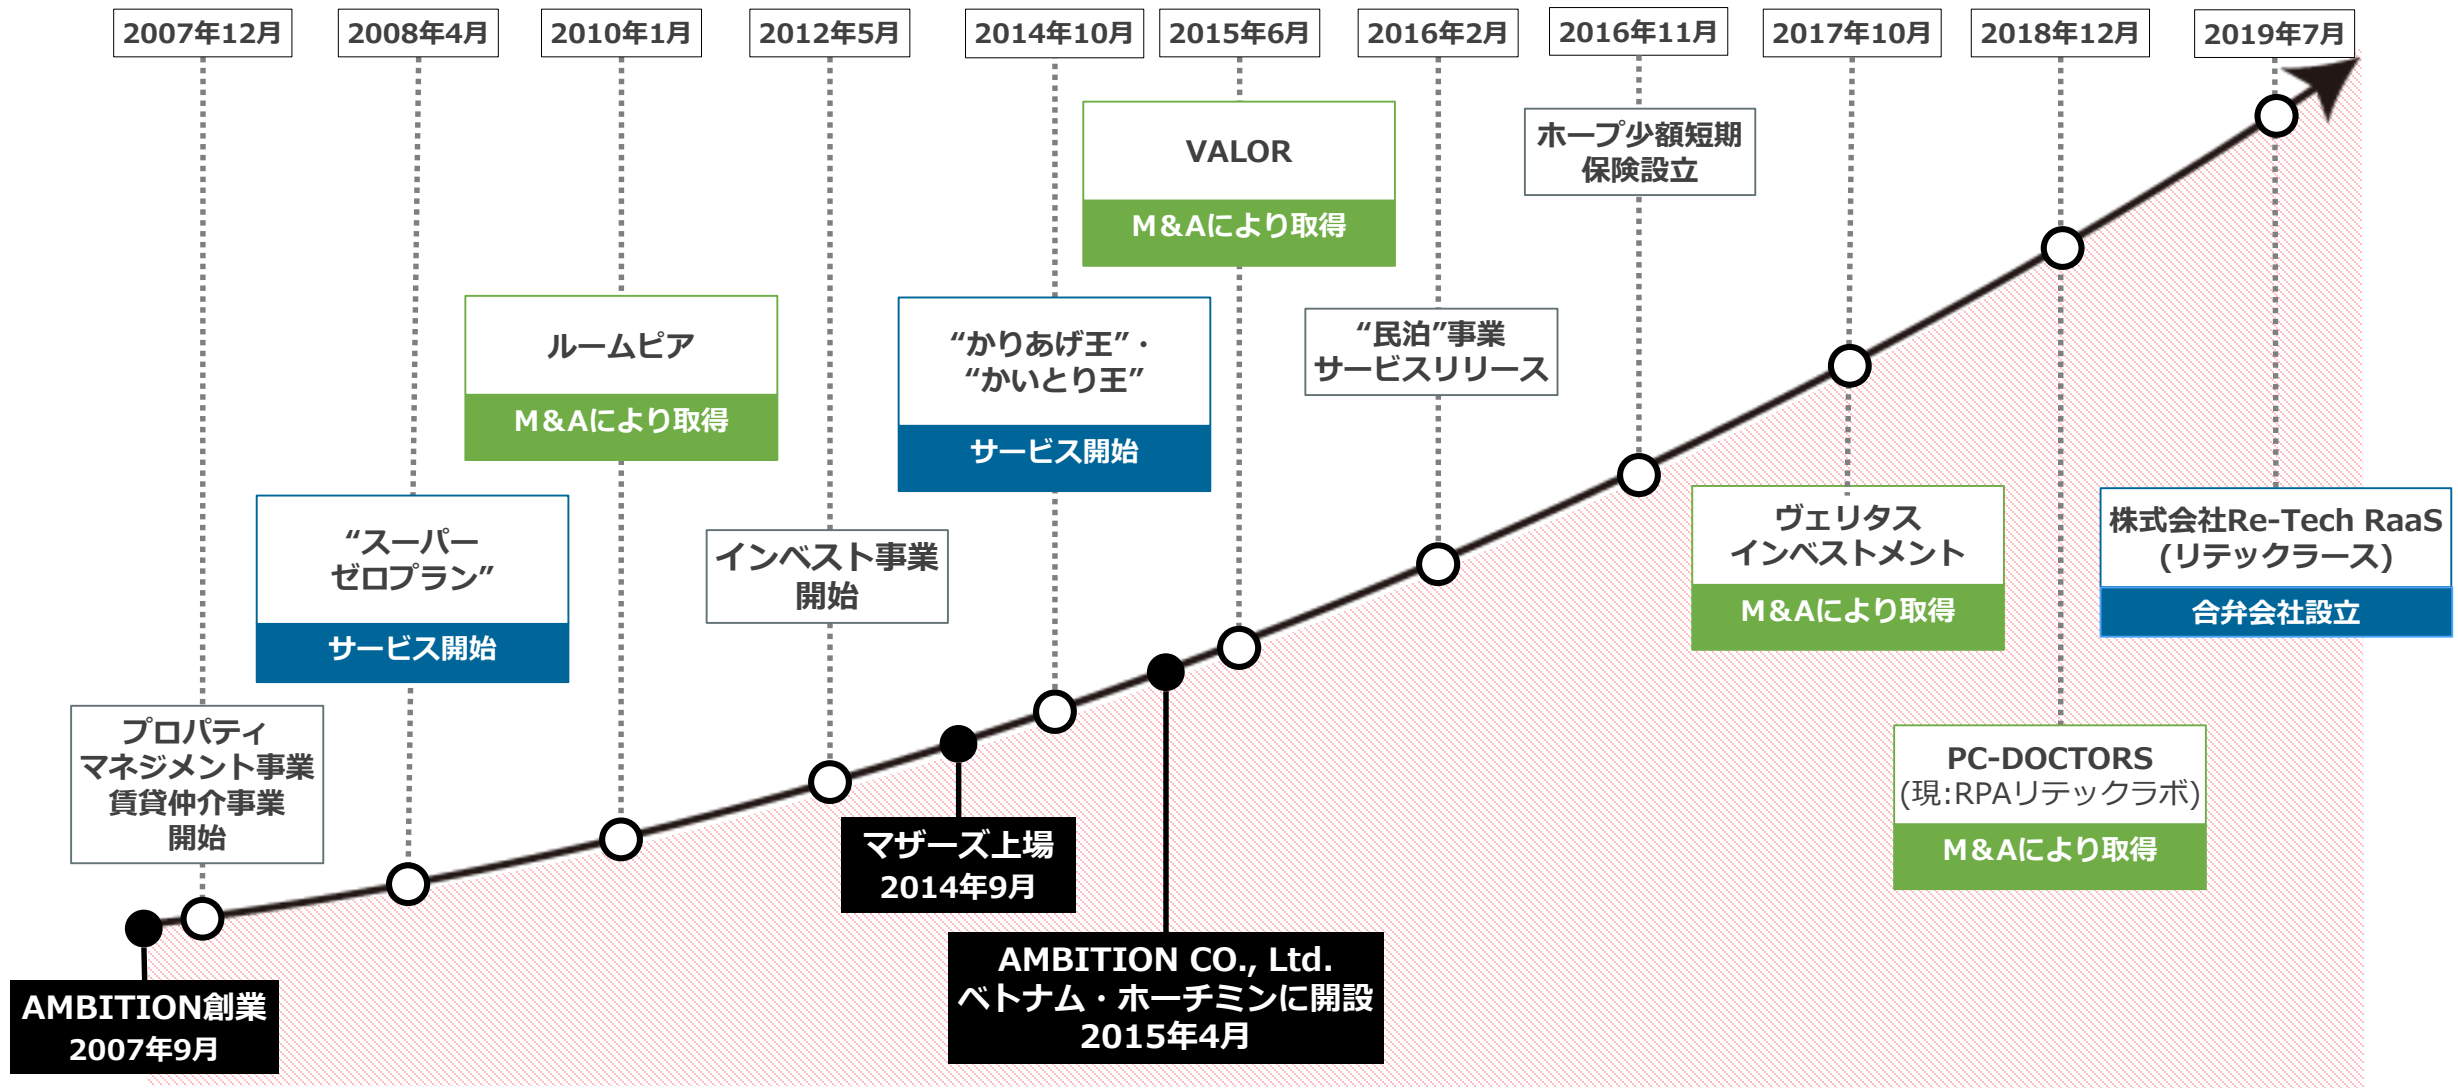 2007年12月
2008年4月
2010年1月
2012年5月
2014年10月
2015年6月
2016年2月
2016年11月
2017年10月
2018年12月
2019年7月
プロパティ
マネジメント事業
賃貸仲介事業
開始
“スーパー
ゼロプラン”
サービス開始
ルームピア
M&Aにより取得
インベスト事業
開始
“かりあげ王”・
“かいとり王”
サービス開始
VALOR
M&Aにより取得
“民泊”事業
サービスリリース
ホープ少額短期
保険設立
ヴェリタス
インベストメント
M&Aにより取得
PC-DOCTORS
(現:RPAリテックラボ)
M&Aにより取得
株式会社Re-Tech RaaS
(リテックラース)
合弁会社設立
AMBITION創業
2007年9月
マザーズ上場
2014年9月
AMBITION CO., Ltd.
ベトナム・ホーチミンに開設
2015年4月